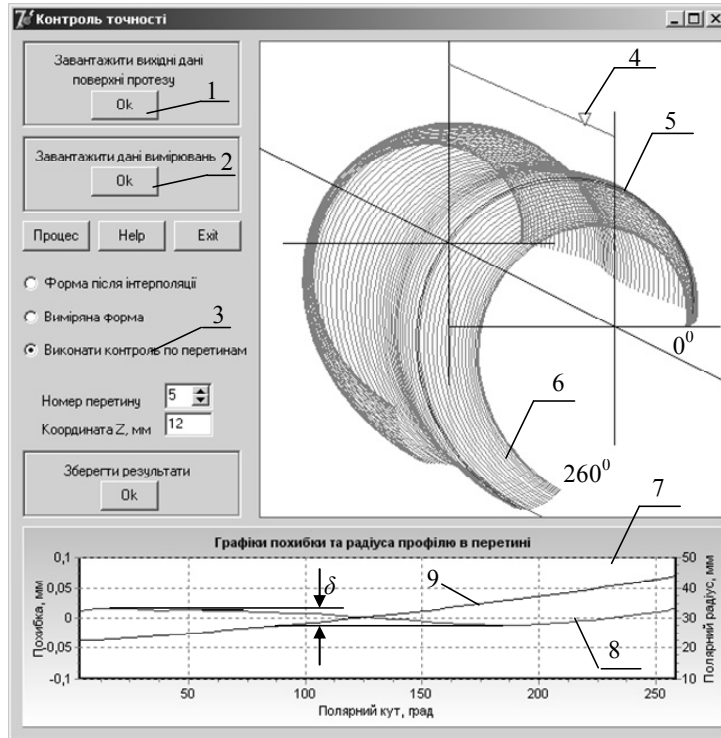 Контроль точності
Завантажити вихідні дані
поверхні протезу
Ok
1
Завантажити дані вимірювань
2
Ok
Процес
Help
Exit
Форма після інтерполяції
Виміряна форма
3
Виконати контроль по перетинам
Номер перетину
5
Координата Z, мм
12
Зберегти результати
Ok
4
5
0⁰
6
260⁰
7
Графіки похибки та радіуса профілю в перетині
Похибка, мм
0,1
0,05
0
-0,05
-0,1
δ
9
8
50
40
30
20
10
Полярний радіус, мм
50
100
150
200
250
Полярний кут, град